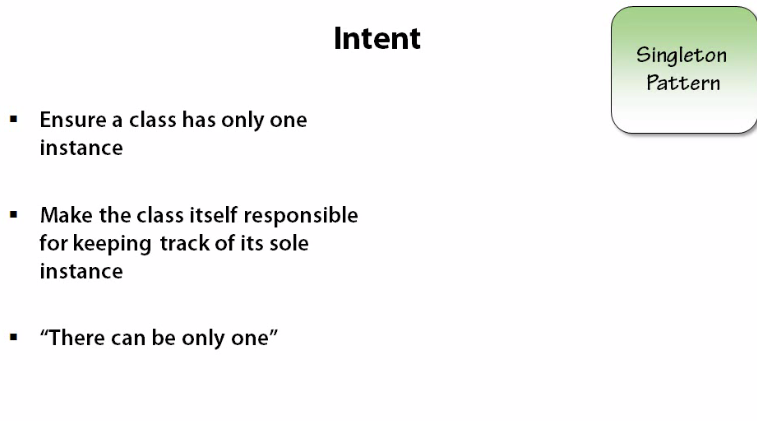 Intent
Singleton
Pattern
▪ Ensure a class has only one
instance
▪ Make the class itself responsible
for keeping track of its sole
instance
▪ “There can be only one”